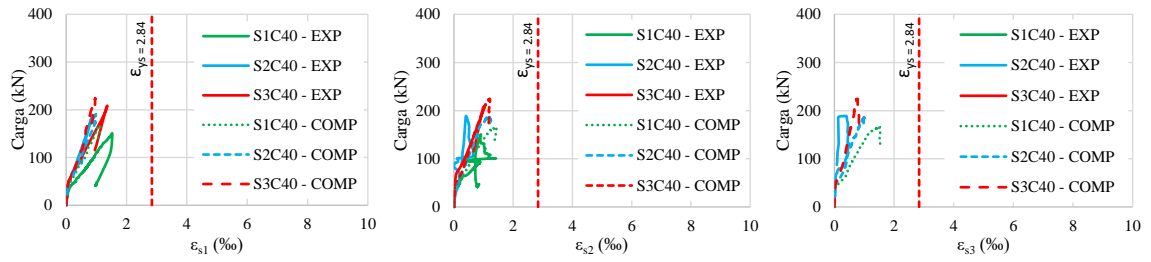 400
300
200
100
0
Carga (kN)
0 2 4 6 8 10
εs1 (‰)
εys = 2.84
S1C40 - EXP
S2C40 - EXP
S3C40 - EXP
S1C40 - COMP
S2C40 - COMP
S3C40 - COMP
400
300
200
100
0
Carga (kN)
0 2 4 6 8 10
εs2 (‰)
εys = 2.84
S1C40 - EXP
S2C40 - EXP
S3C40 - EXP
S1C40 - COMP
S2C40 - COMP
S3C40 - COMP
400
300
200
100
0
Carga (kN)
0 2 4 6 8 10
εs3 (‰)
εys = 2.84
S1C40 - EXP
S2C40 - EXP
S3C40 - EXP
S1C40 - COMP
S2C40 - COMP
S3C40 - COMP